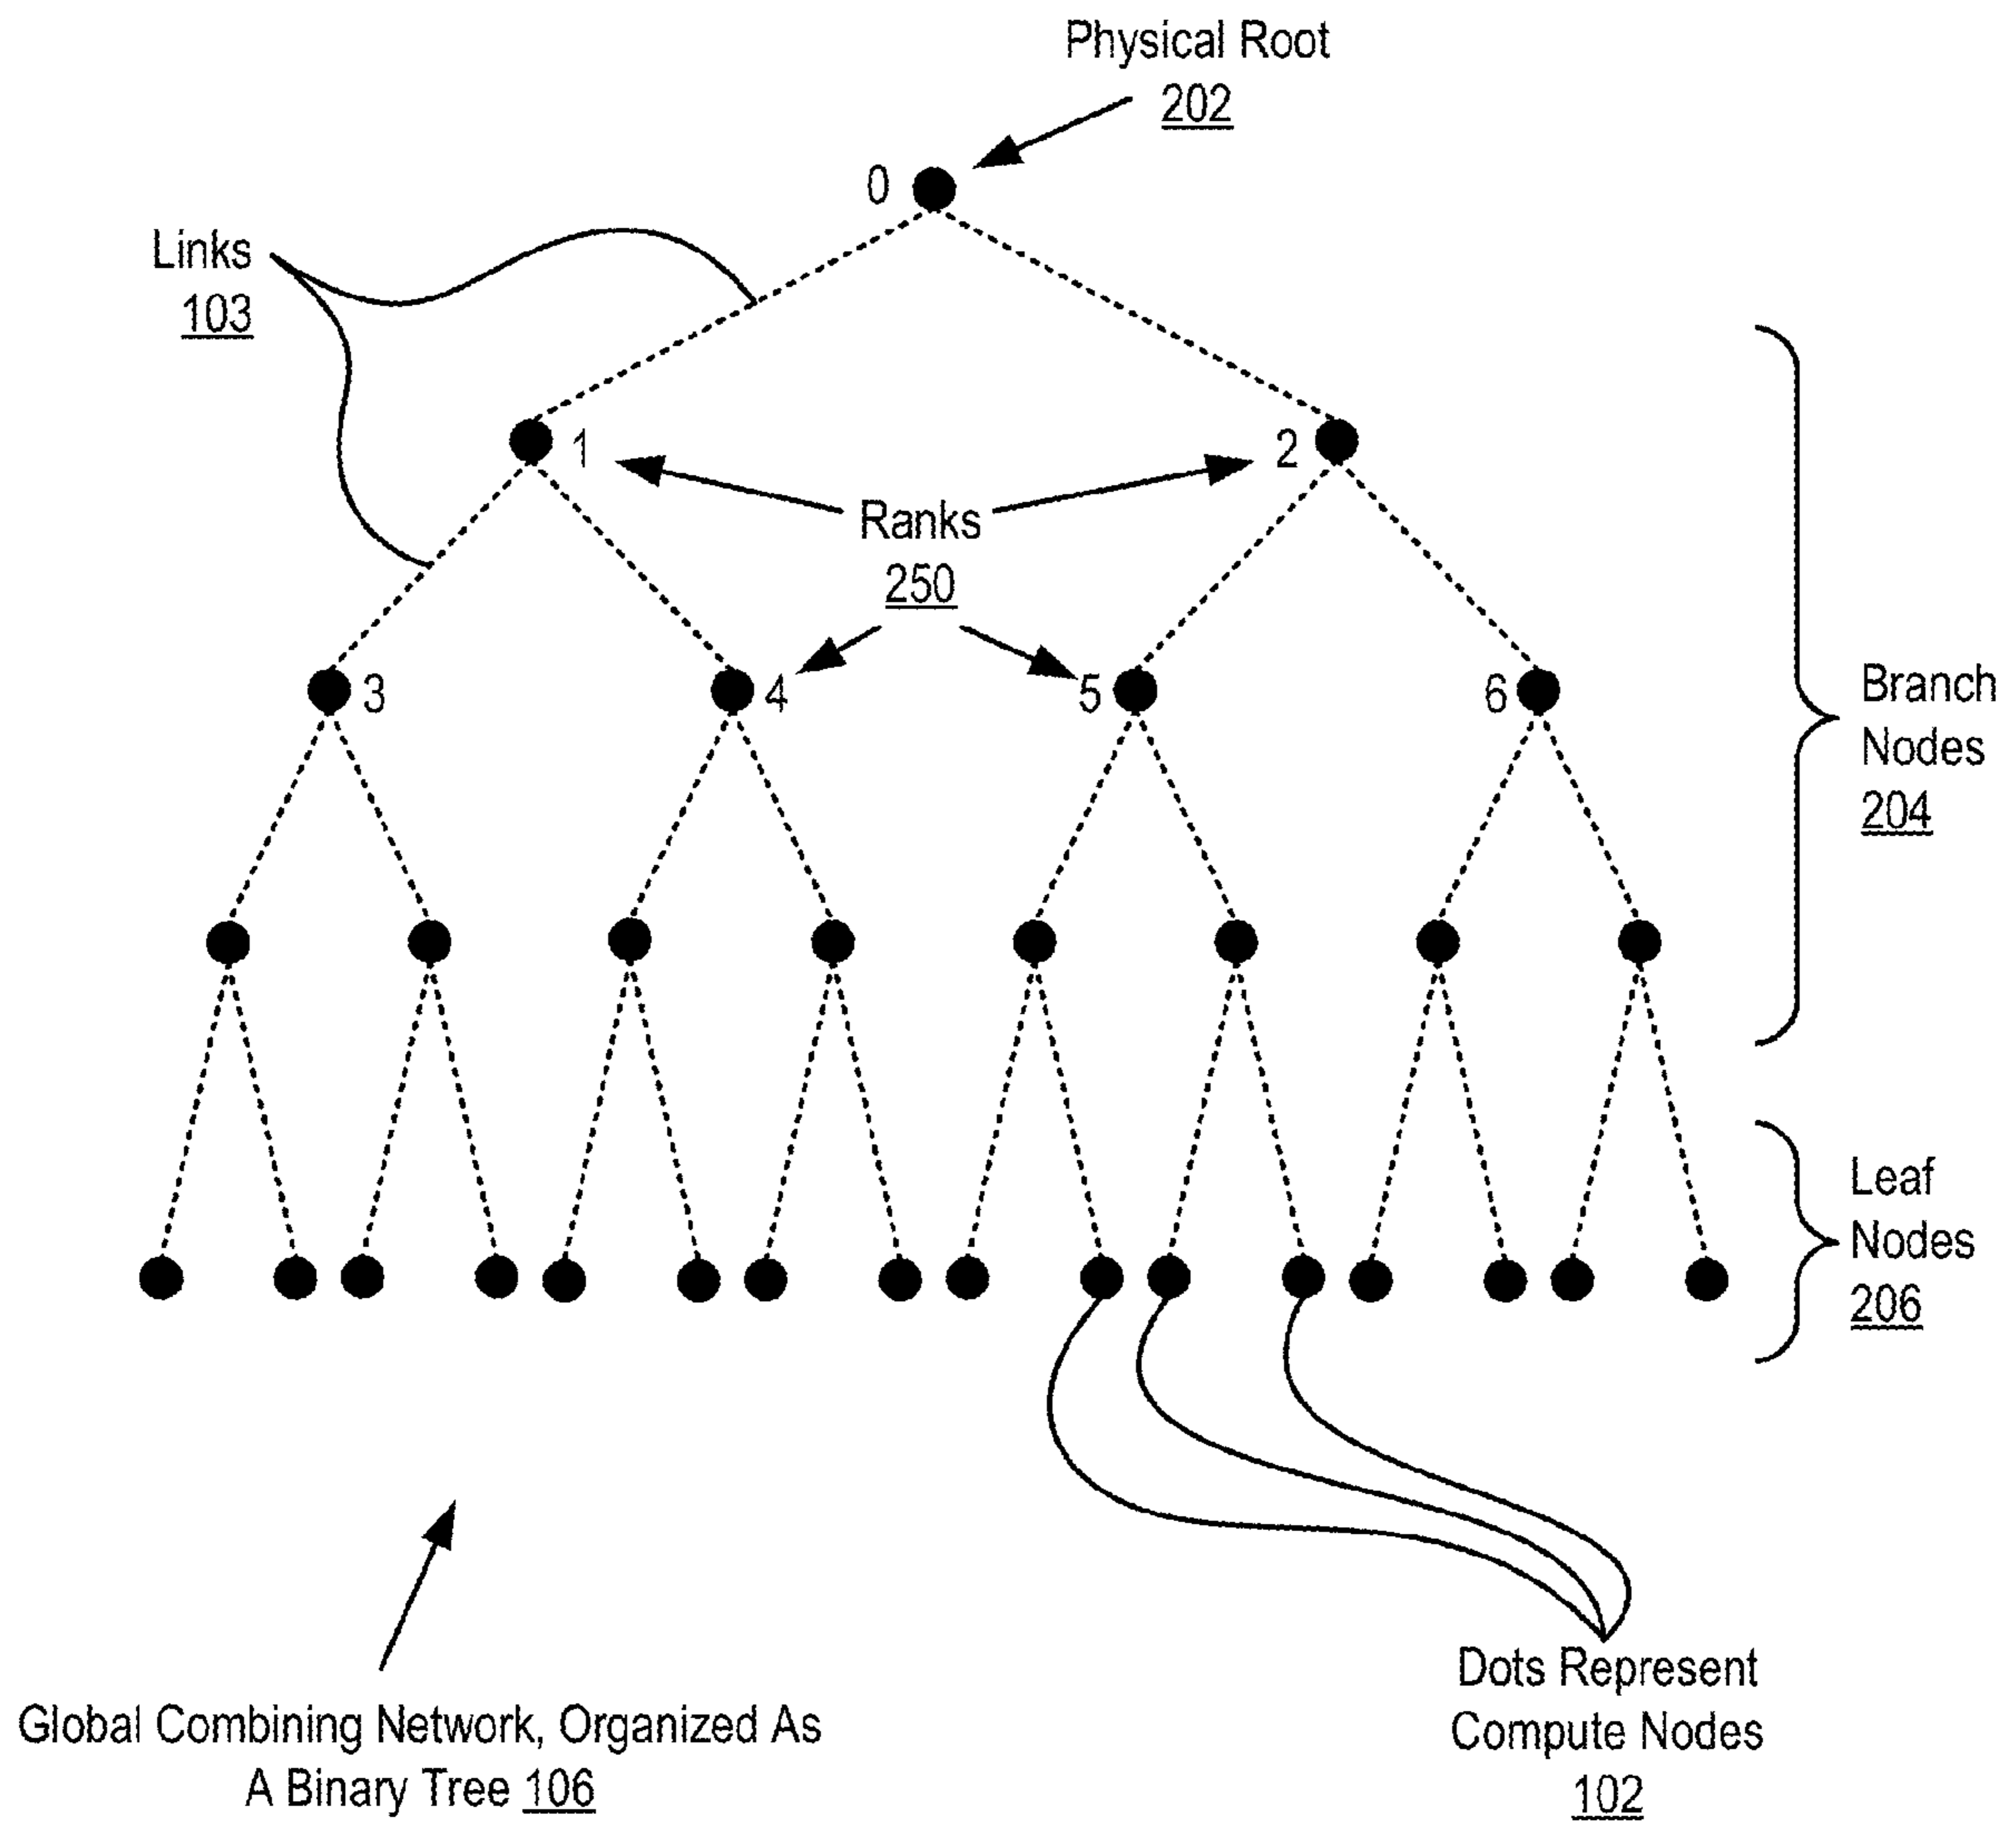 Physical Root
202
0
Links
103
1
2
Ranks
250
3
4
5
6
Branch
Nodes
204
Leaf
Nodes
206
Dots Represent
Compute Nodes
102
Global Combining Network, Organized As
A Binary Tree 106